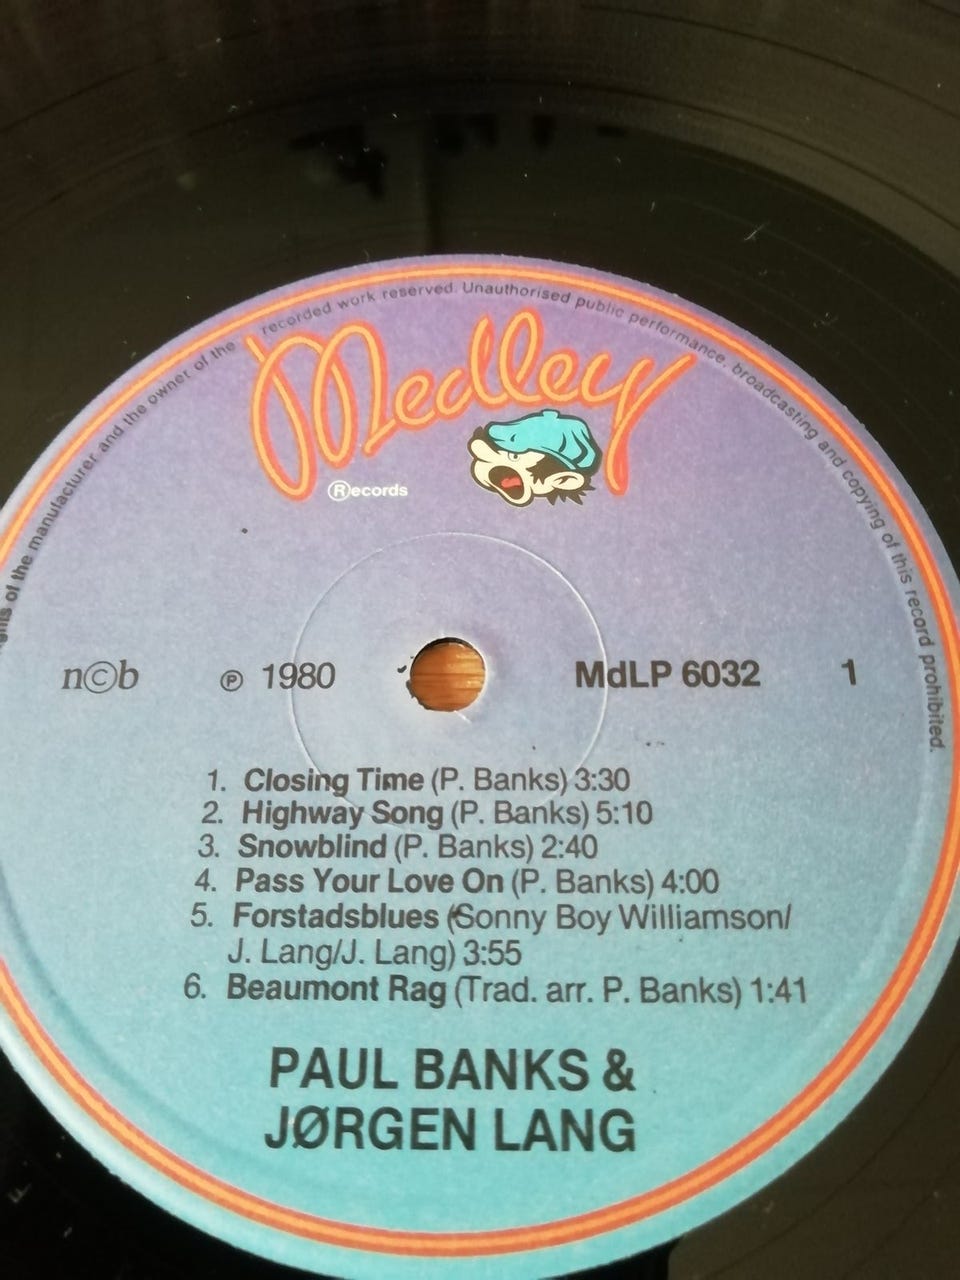 ghts of the manufacturer and the owner of the recorded work reserved. Unauthorised public performance, broadcasting and copying of this record prohibited.
Medley
®ecords
n©b ℗ 1980 MdLP 6032 1
1. Closing Time (P. Banks) 3:30
2. Highway Song (P. Banks) 5:10
3. Snowblind (P. Banks) 2:40
4. Pass Your Love On (P. Banks) 4:00
5. Forstadsblues (Sonny Boy Williamson/
J. Lang/J. Lang) 3:55
6. Beaumont Rag (Trad. arr. P. Banks) 1:41
PAUL BANKS &
JØRGEN LANG